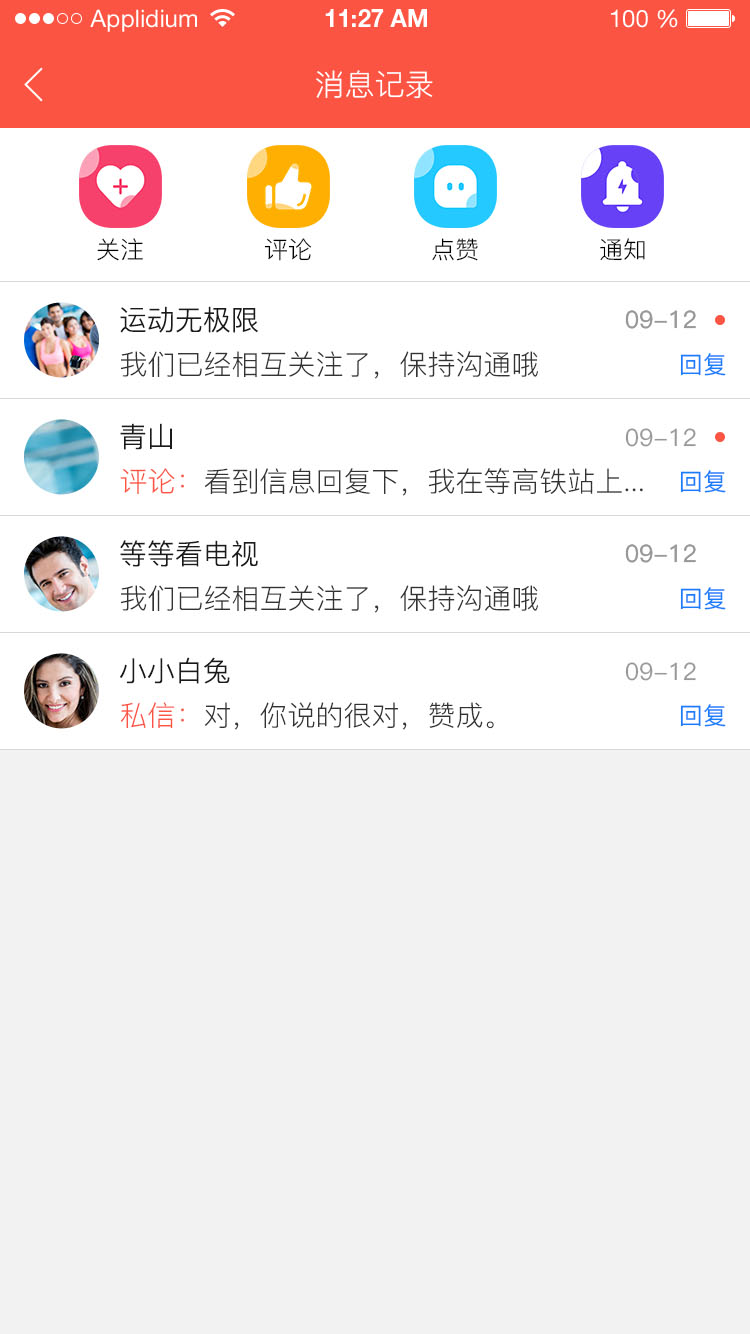 Applidium 11:27 AM 100 %
消息记录
关注 评论 点赞 通知
运动无极限 09-12
我们已经相互关注了，保持沟通哦 回复
青山 09-12
评论：看到信息回复下，我在等高铁站上... 回复
等等看电视 09-12
我们已经相互关注了，保持沟通哦 回复
小小白兔 09-12
私信：对，你说的很对，赞成。 回复